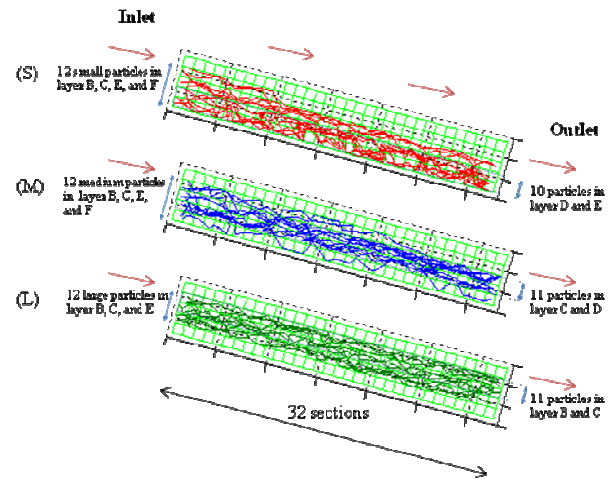 Inlet
(S)
12 small particles in
layer B, C, E, and F
Outlet
10 particles in
layer D and E
(M)
12 medium particles
in layer B, C, E,
and F
11 particles in
layer C and D
(L)
12 large particles in
layer B, C, and E
11 particles in
layer B and C
32 sections